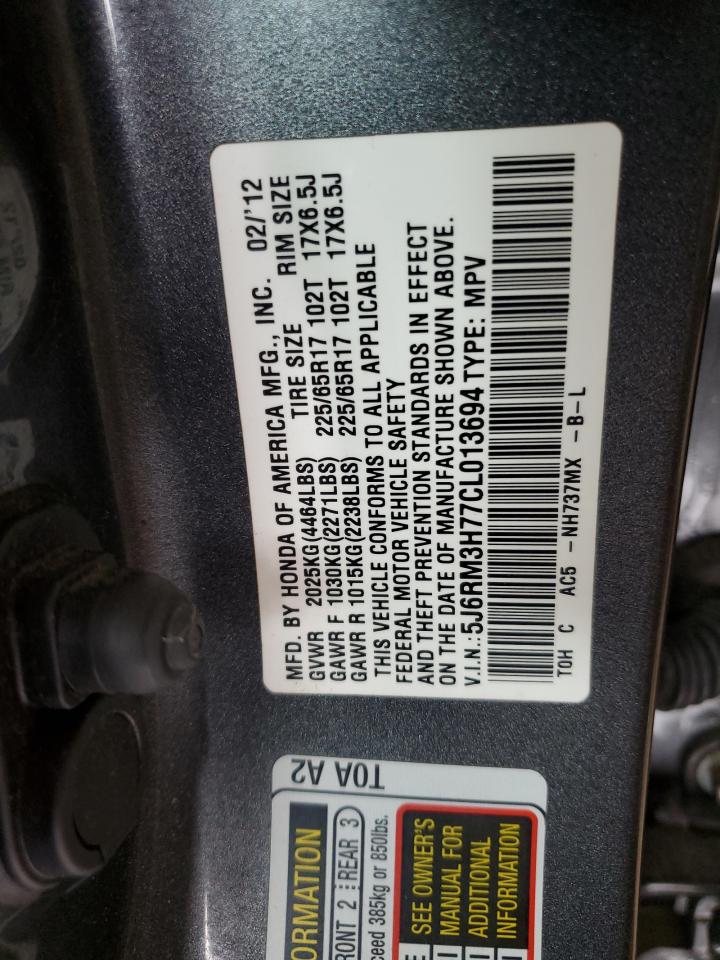 MFD. BY HONDA OF AMERICA MFG., INC. 02/'12
GVWR 2025KG(4464LBS) TIRE SIZE RIM SIZE
GAWR F 1030KG(2271LBS) 225/65R17 102T 17X6.5J
GAWR R 1015KG(2238LBS) 225/65R17 102T 17X6.5J
THIS VEHICLE CONFORMS TO ALL APPLICABLE
FEDERAL MOTOR VEHICLE SAFETY
AND THEFT PREVENTION STANDARDS IN EFFECT
ON THE DATE OF MANUFACTURE SHOWN ABOVE.
V.I.N.: 5J6RM3H77CL013694 TYPE: MPV
T0H C AC5 -NH737MX -B-L
T0A A2
ORMATION
RONT 2 REAR 3
ceed 385kg or 850lbs.
SEE OWNER'S
MANUAL FOR
ADDITIONAL
INFORMATION